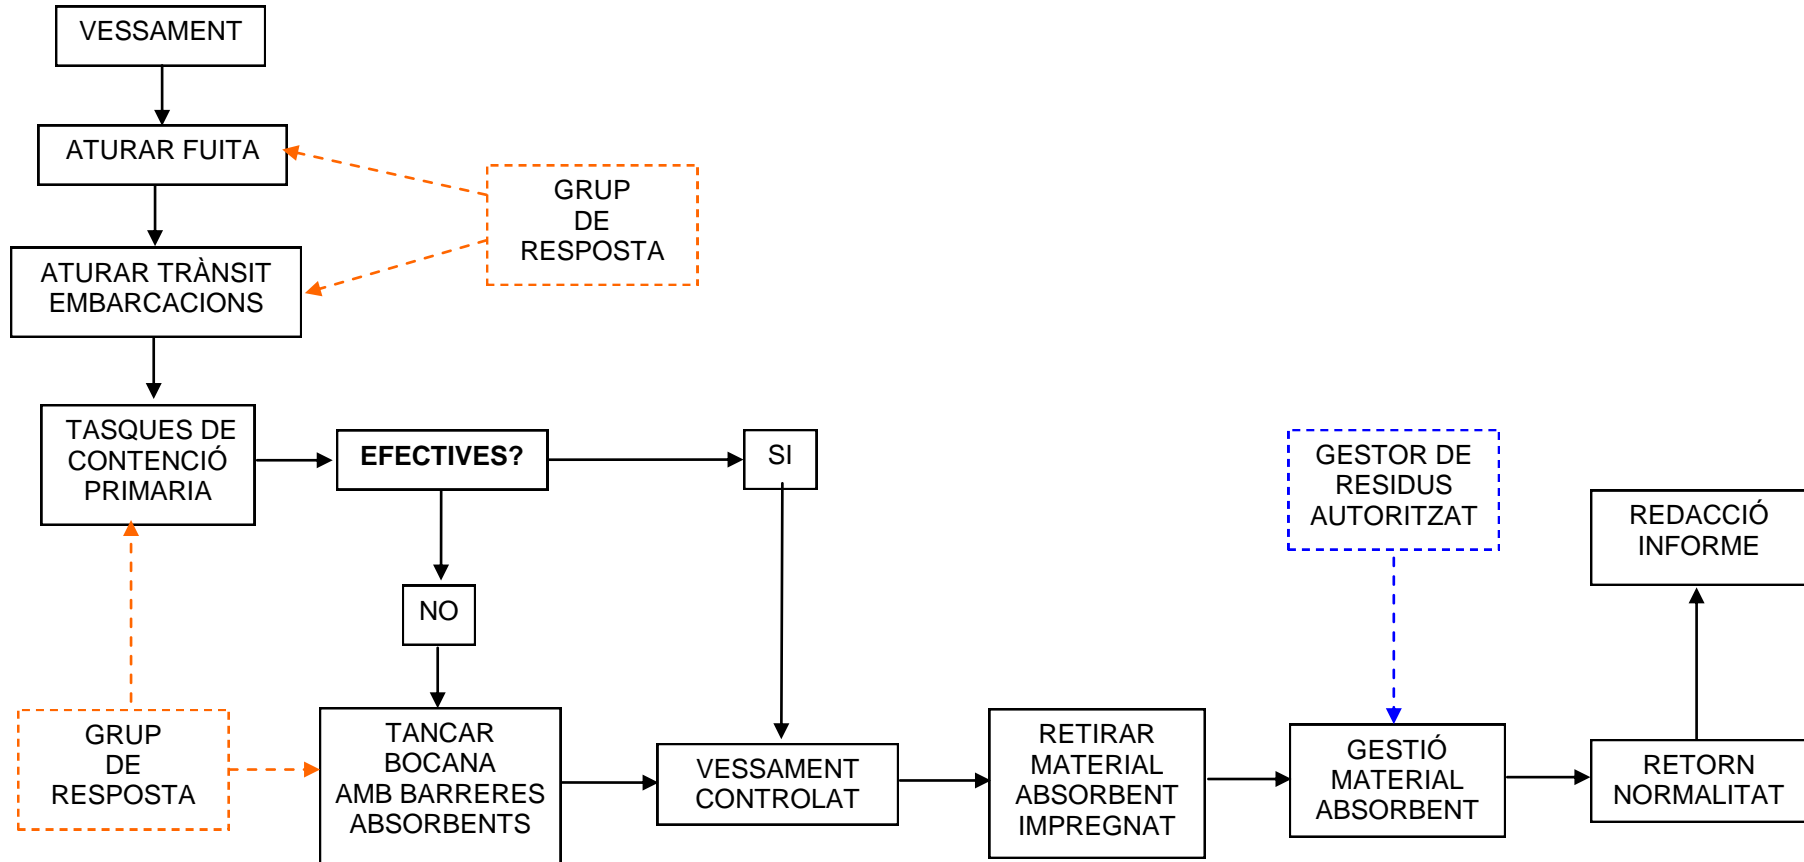 VESSAMENT
ATURAR FUITA
GRUP
DE
RESPOSTA
ATURAR TRÀNSIT
EMBARCACIONS
TASQUES DE
CONTENCIÓ
PRIMARIA
EFECTIVES?
SI
GESTOR DE
RESIDUS
AUTORITZAT
REDACCIÓ
INFORME
NO
GRUP
DE
RESPOSTA
TANCAR
BOCANA
AMB BARRERES
ABSORBENTS
VESSAMENT
CONTROLAT
RETIRAR
MATERIAL
ABSORBENT
IMPREGNAT
GESTIÓ
MATERIAL
ABSORBENT
RETORN
NORMALITAT